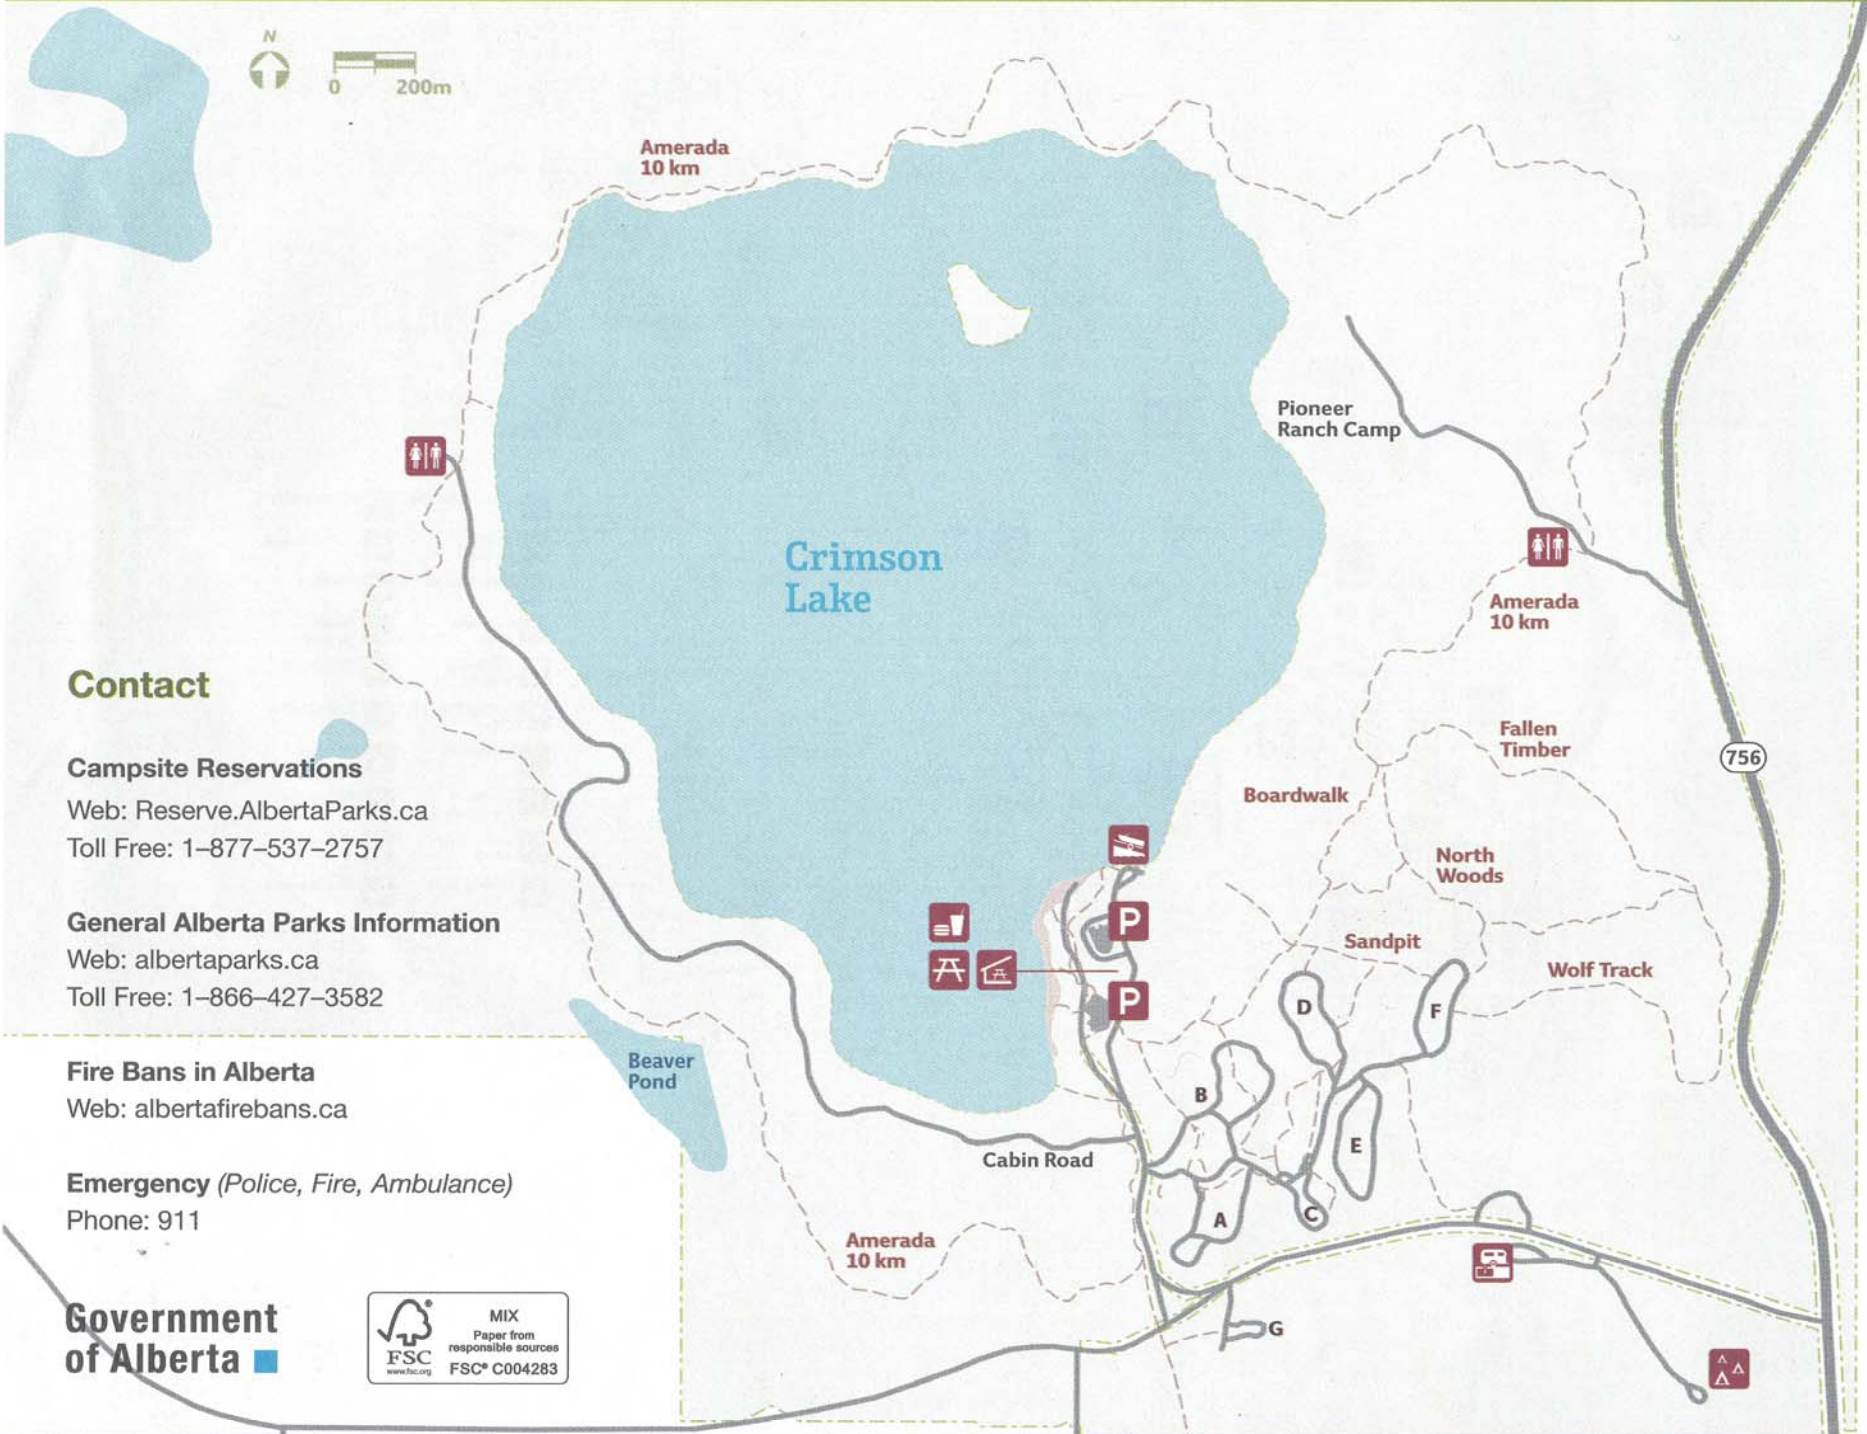 N
0 200m
Amerada
10 km
Pioneer
Ranch Camp
Crimson
Lake
Amerada
10 km
Contact
Fallen
Timber
756
Campsite Reservations
Web: Reserve.AlbertaParks.ca
Toll Free: 1–877–537–2757
Boardwalk
North
Woods
General Alberta Parks Information
Web: albertaparks.ca
Toll Free: 1–866–427–3582
P
Sandpit
Wolf Track
P
D
F
Fire Bans in Alberta
Web: albertafirebans.ca
Beaver
Pond
B
E
Cabin Road
Emergency (Police, Fire, Ambulance)
Phone: 911
A
C
Amerada
10 km
Government
of Alberta
FSC®
www.fsc.org
MIX
Paper from
responsible sources
FSC® C004283
G